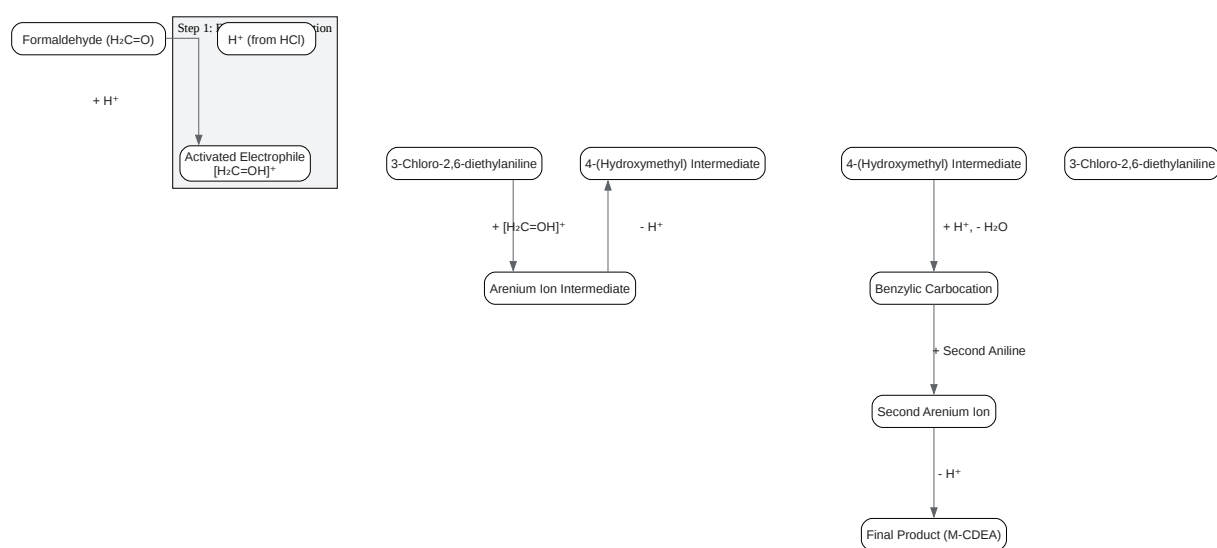 Formaldehyde (H₂C=O)
Step 1:
H⁺ (from HCl)
+ H⁺
Activated Electrophile
[H₂C=OH]⁺
3-Chloro-2,6-diethylaniline
4-(Hydroxymethyl) Intermediate
+ [H₂C=OH]⁺
- H⁺
Arenium Ion Intermediate
4-(Hydroxymethyl) Intermediate
3-Chloro-2,6-diethylaniline
+ H⁺, - H₂O
Benzylic Carbocation
+ Second Aniline
Second Arenium Ion
- H⁺
Final Product (M-CDEA)